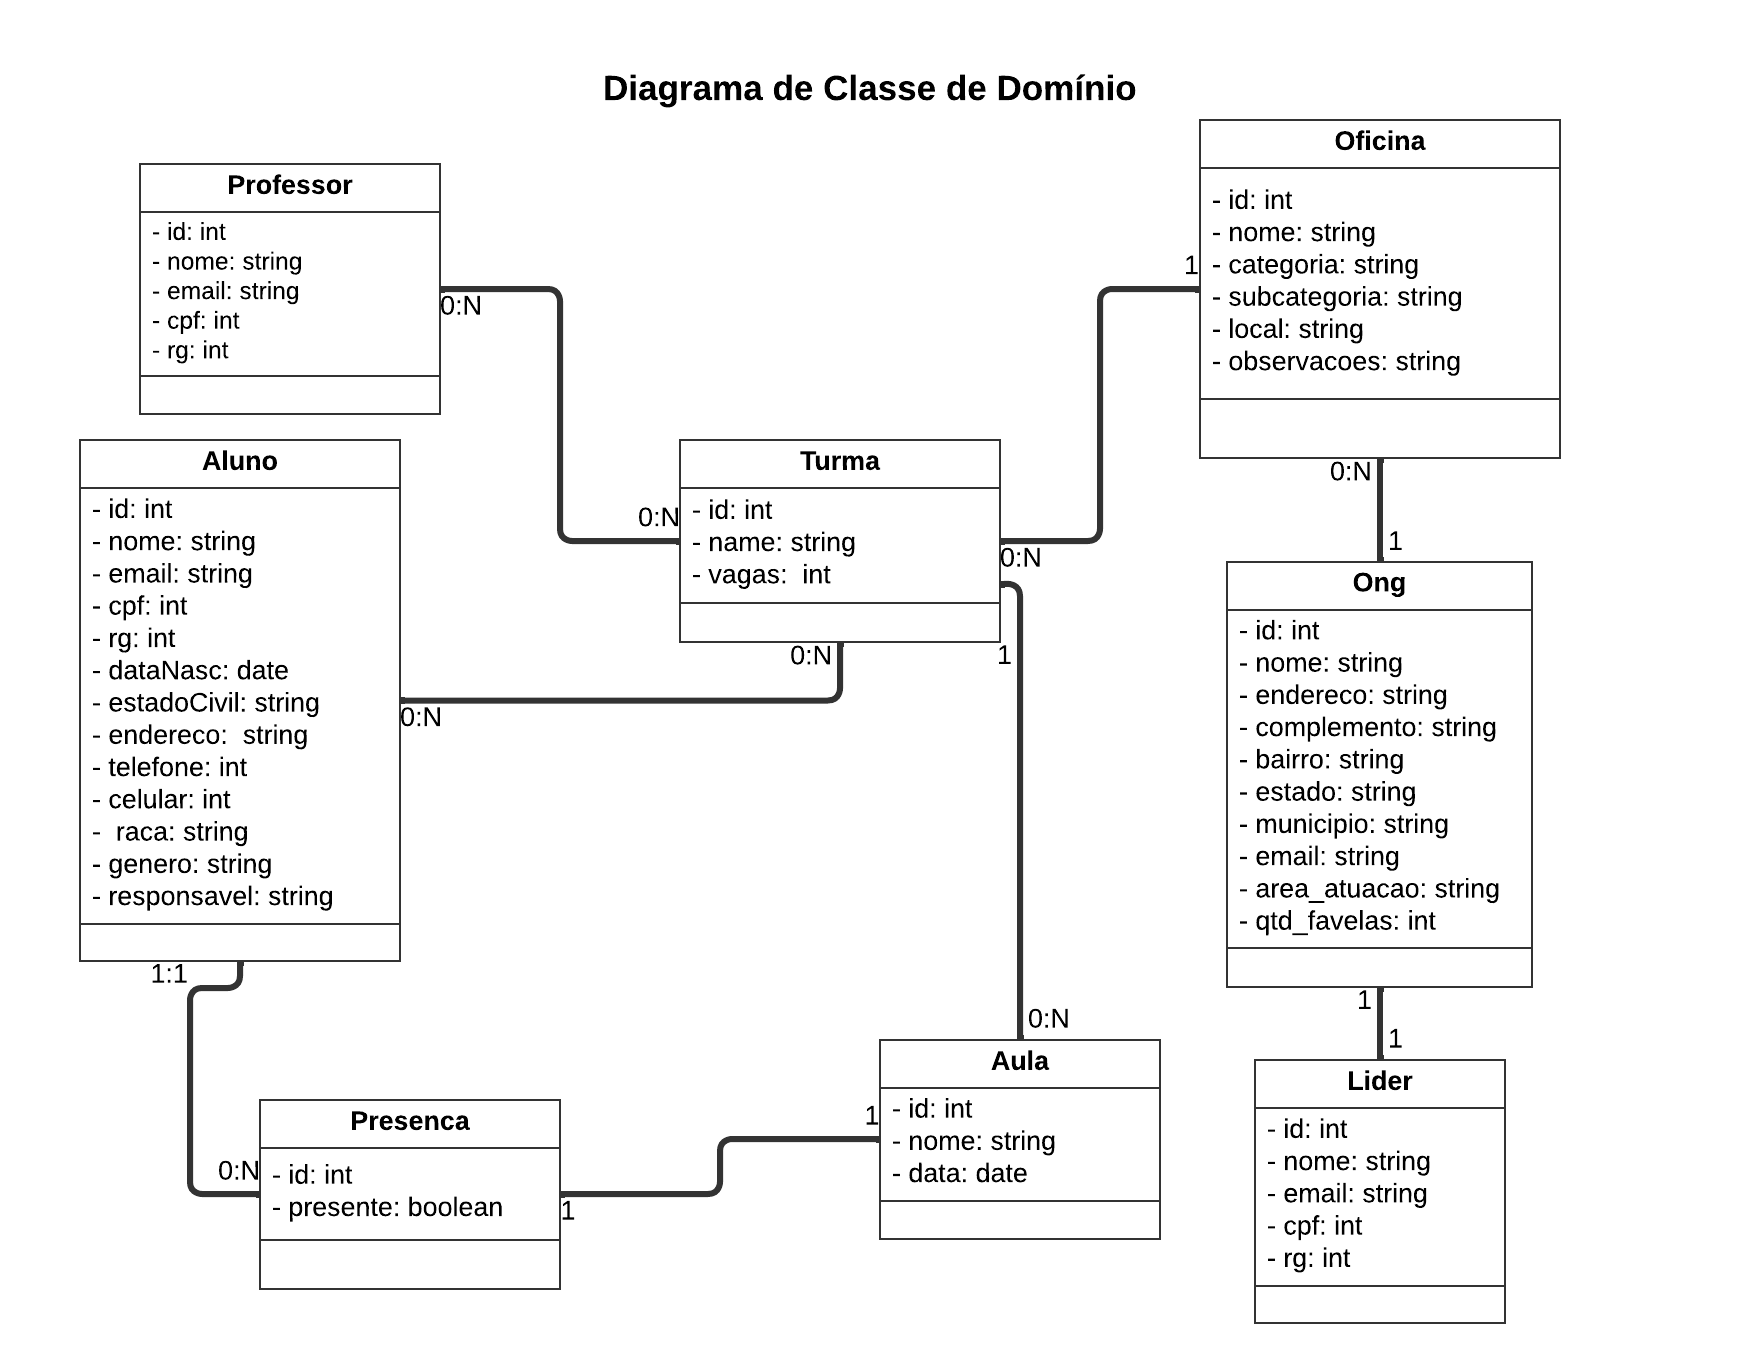 Diagrama de Classe de Domínio
Professor
- id: int
- nome: string
- email: string
- cpf: int
- rg: int
0:N
0:N
Oficina
- id: int
- nome: string
- categoria: string
- subcategoria: string
- local: string
- observacoes: string
1
0:N
Aluno
- id: int
- nome: string
- email: string
- cpf: int
- rg: int
- dataNasc: date
- estadoCivil: string
- endereco:  string
- telefone: int
- celular: int
-  raca: string
- genero: string
- responsavel: string
0:N
1:1
Turma
- id: int
- name: string
- vagas:  int
0:N
0:N
1
1
Ong
- id: int
- nome: string
- endereco: string
- complemento: string
- bairro: string
- estado: string
- municipio: string
- email: string
- area_atuacao: string
- qtd_favelas: int
1
1
0:N
Aula
- id: int
- nome: string
- data: date
1
Presenca
- id: int
- presente: boolean
0:N
1
Lider
- id: int
- nome: string
- email: string
- cpf: int
- rg: int